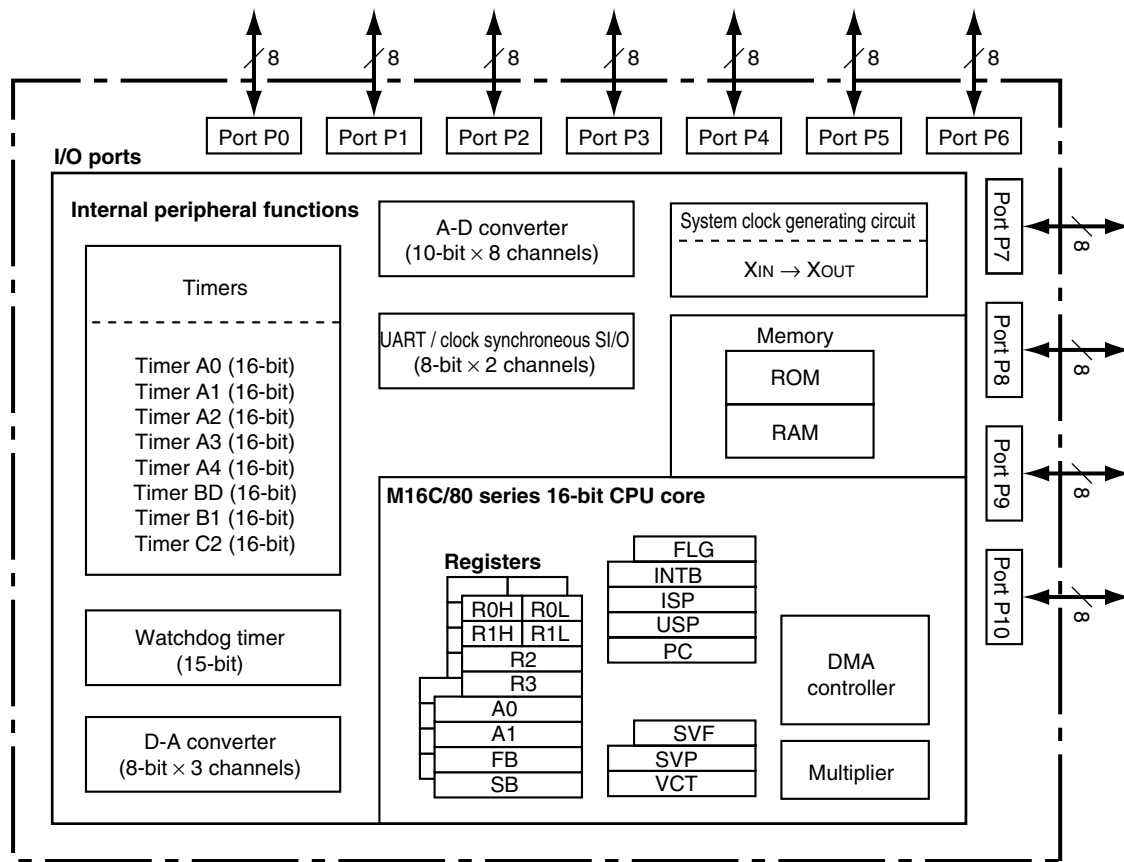 8 8 8 8 8 8 8
Port P0 Port P1 Port P2 Port P3 Port P4 Port P5 Port P6
I/O ports
Internal peripheral functions
Timers
Timer A0 (16-bit)
Timer A1 (16-bit)
Timer A2 (16-bit)
Timer A3 (16-bit)
Timer A4 (16-bit)
Timer BD (16-bit)
Timer B1 (16-bit)
Timer C2 (16-bit)
Watchdog timer
(15-bit)
D-A converter
(8-bit × 3 channels)
A-D converter
(10-bit × 8 channels)
UART / clock synchroneous SI/O
(8-bit × 2 channels)
System clock generating circuit
XIN → XOUT
Memory
ROM
RAM
M16C/80 series 16-bit CPU core
Registers
R0H R0L
R1H R1L
R2
R3
A0
A1
FB
SB
FLG
INTB
ISP
USP
PC
SVF
SVP
VCT
DMA
controller
Multiplier
Port P7
8
Port P8
8
Port P9
8
Port P10
8